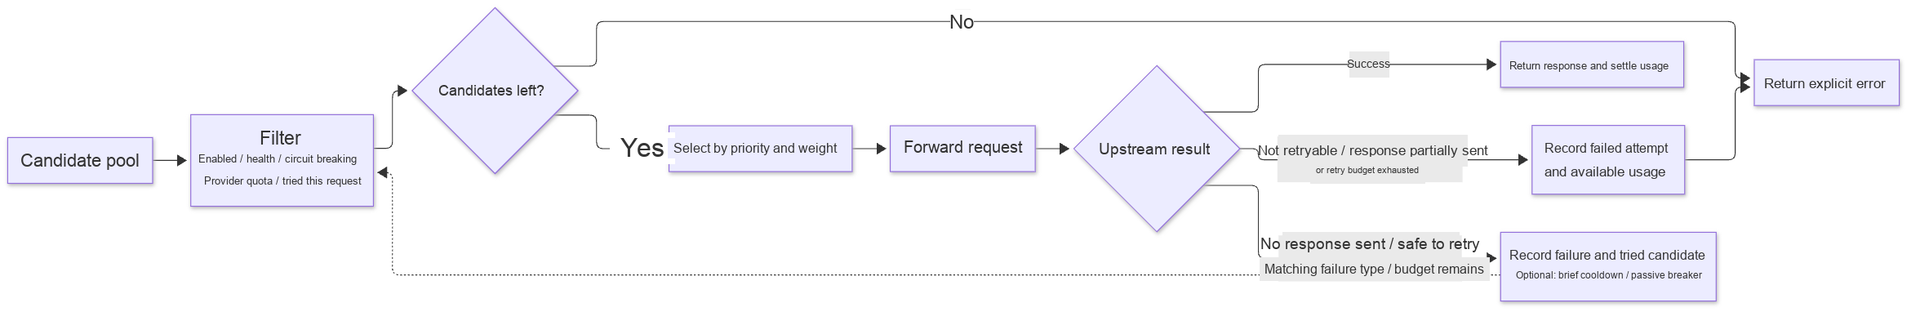 Candidate pool
Filter
Enabled / health / circuit breaking
Provider quota / tried this request
Candidates left?
No
Yes
Select by priority and weight
Forward request
Upstream result
Success
Return response and settle usage
Not retryable / response partially sent
or retry budget exhausted
Record failed attempt
and available usage
Return explicit error
No response sent / safe to retry
Matching failure type / budget remains
Record failure and tried candidate
Optional: brief cooldown / passive breaker